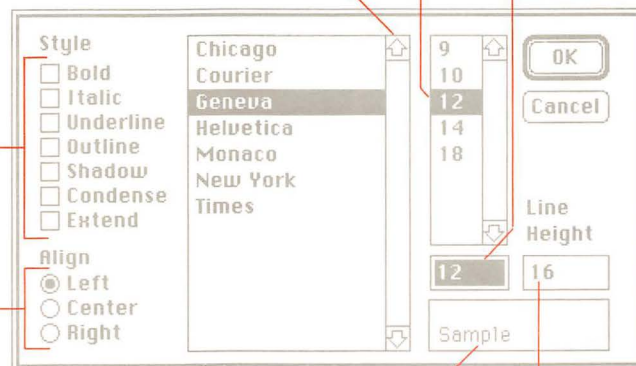 Style
Bold
Italic
Underline
Outline
Shadow
Condense
Extend
Align
Left
Center
Right
Chicago
Courier
Geneva
Helvetica
Monaco
New York
Times
9
10
12
14
18
12
Sample
OK
Cancel
Line
Height
16